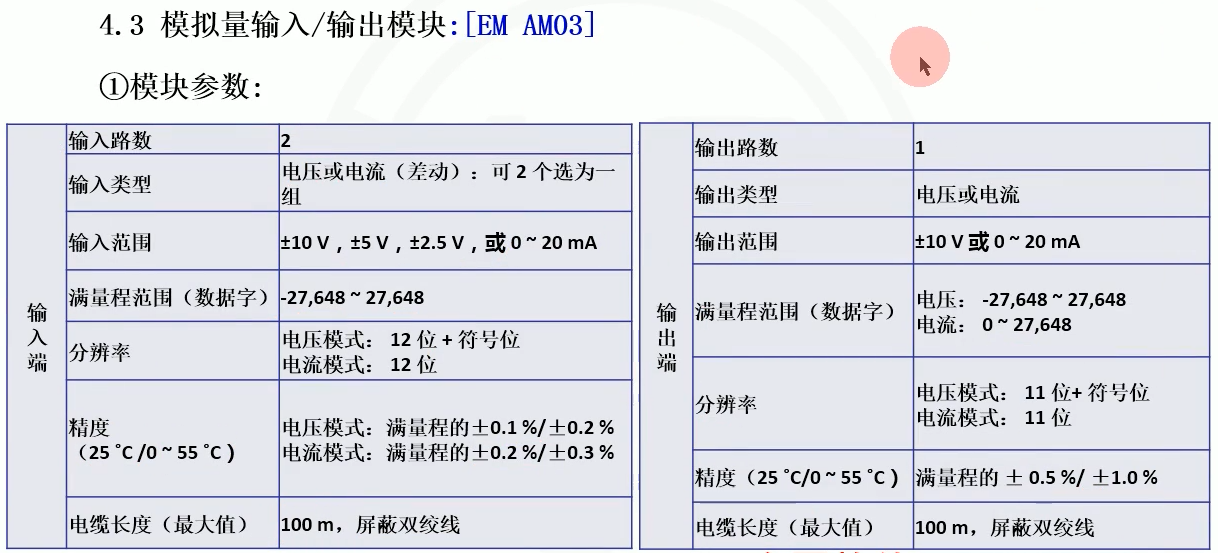 4.3 模拟量输入/输出模块:[EM AM03]
①模块参数:
输入端
输入路数 2
输入类型 电压或电流（差动）: 可 2 个选为一
组
输入范围 ±10 V , ±5 V , ±2.5 V , 或 0 ~ 20 mA
满量程范围（数据字） -27,648 ~ 27,648
分辨率 电压模式: 12 位 + 符号位
电流模式: 12 位
精度
（25 ˚C /0 ~ 55 ˚C )
电压模式: 满量程的±0.1 %/±0.2 %
电流模式: 满量程的±0.2 %/±0.3 %
电缆长度（最大值） 100 m，屏蔽双绞线
输出端
输出路数 1
输出类型 电压或电流
输出范围 ±10 V 或 0 ~ 20 mA
满量程范围（数据字） 电压: -27,648 ~ 27,648
电流: 0 ~ 27,648
分辨率 电压模式: 11 位+ 符号位
电流模式: 11 位
精度（25 ˚C/0 ~ 55 ˚C ) 满量程的 ± 0.5 %/ ±1.0 %
电缆长度（最大值） 100 m，屏蔽双绞线